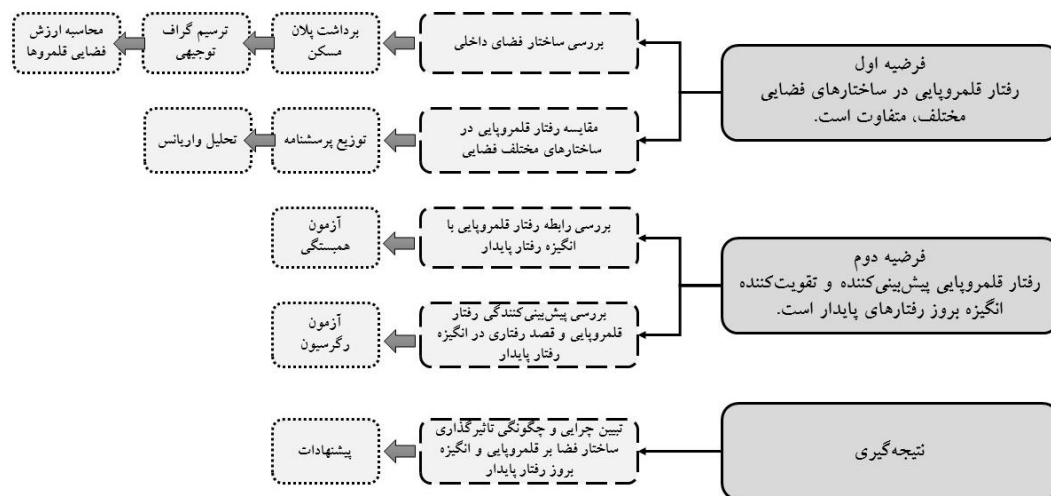 فرضیه اول
رفتار قلمروپایی در ساختارهای فضایی
مختلف، متفاوت است.
بررسی ساختار فضای داخلی
برداشت پلان
مسکن
ترسیم گراف
توجیهی
محاسبه ارزش
فضایی قلمروها
مقایسه رفتار قلمروپایی در
ساختارهای مختلف فضایی
توزیع پرسشنامه
تحلیل واریانس
فرضیه دوم
رفتار قلمروپایی پیش‌بینی‌کننده و تقویت‌کننده
انگیزه بروز رفتارهای پایدار است.
بررسی رابطه رفتار قلمروپایی با
انگیزه رفتار پایدار
آزمون
همبستگی
بررسی پیش‌بینی‌کنندگی رفتار
قلمروپایی و قصد رفتاری در انگیزه
رفتار پایدار
آزمون
رگرسیون
نتیجه‌گیری
تبیین چرایی و چگونگی تاثیرگذاری
ساختار فضا بر قلمروپایی و انگیزه
بروز رفتار پایدار
پیشنهادات